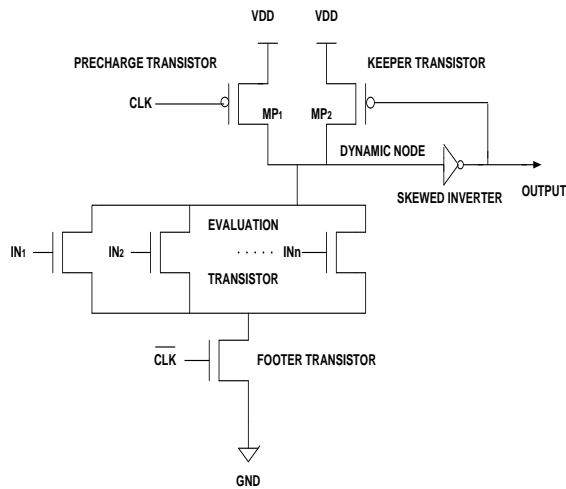 VDD VDD
PRECHARGE TRANSISTOR KEEPER TRANSISTOR
CLK MP1 MP2
DYNAMIC NODE
SKEWED INVERTER OUTPUT
EVALUATION
IN1 IN2 ..... INn
TRANSISTOR
CLK FOOTER TRANSISTOR
GND